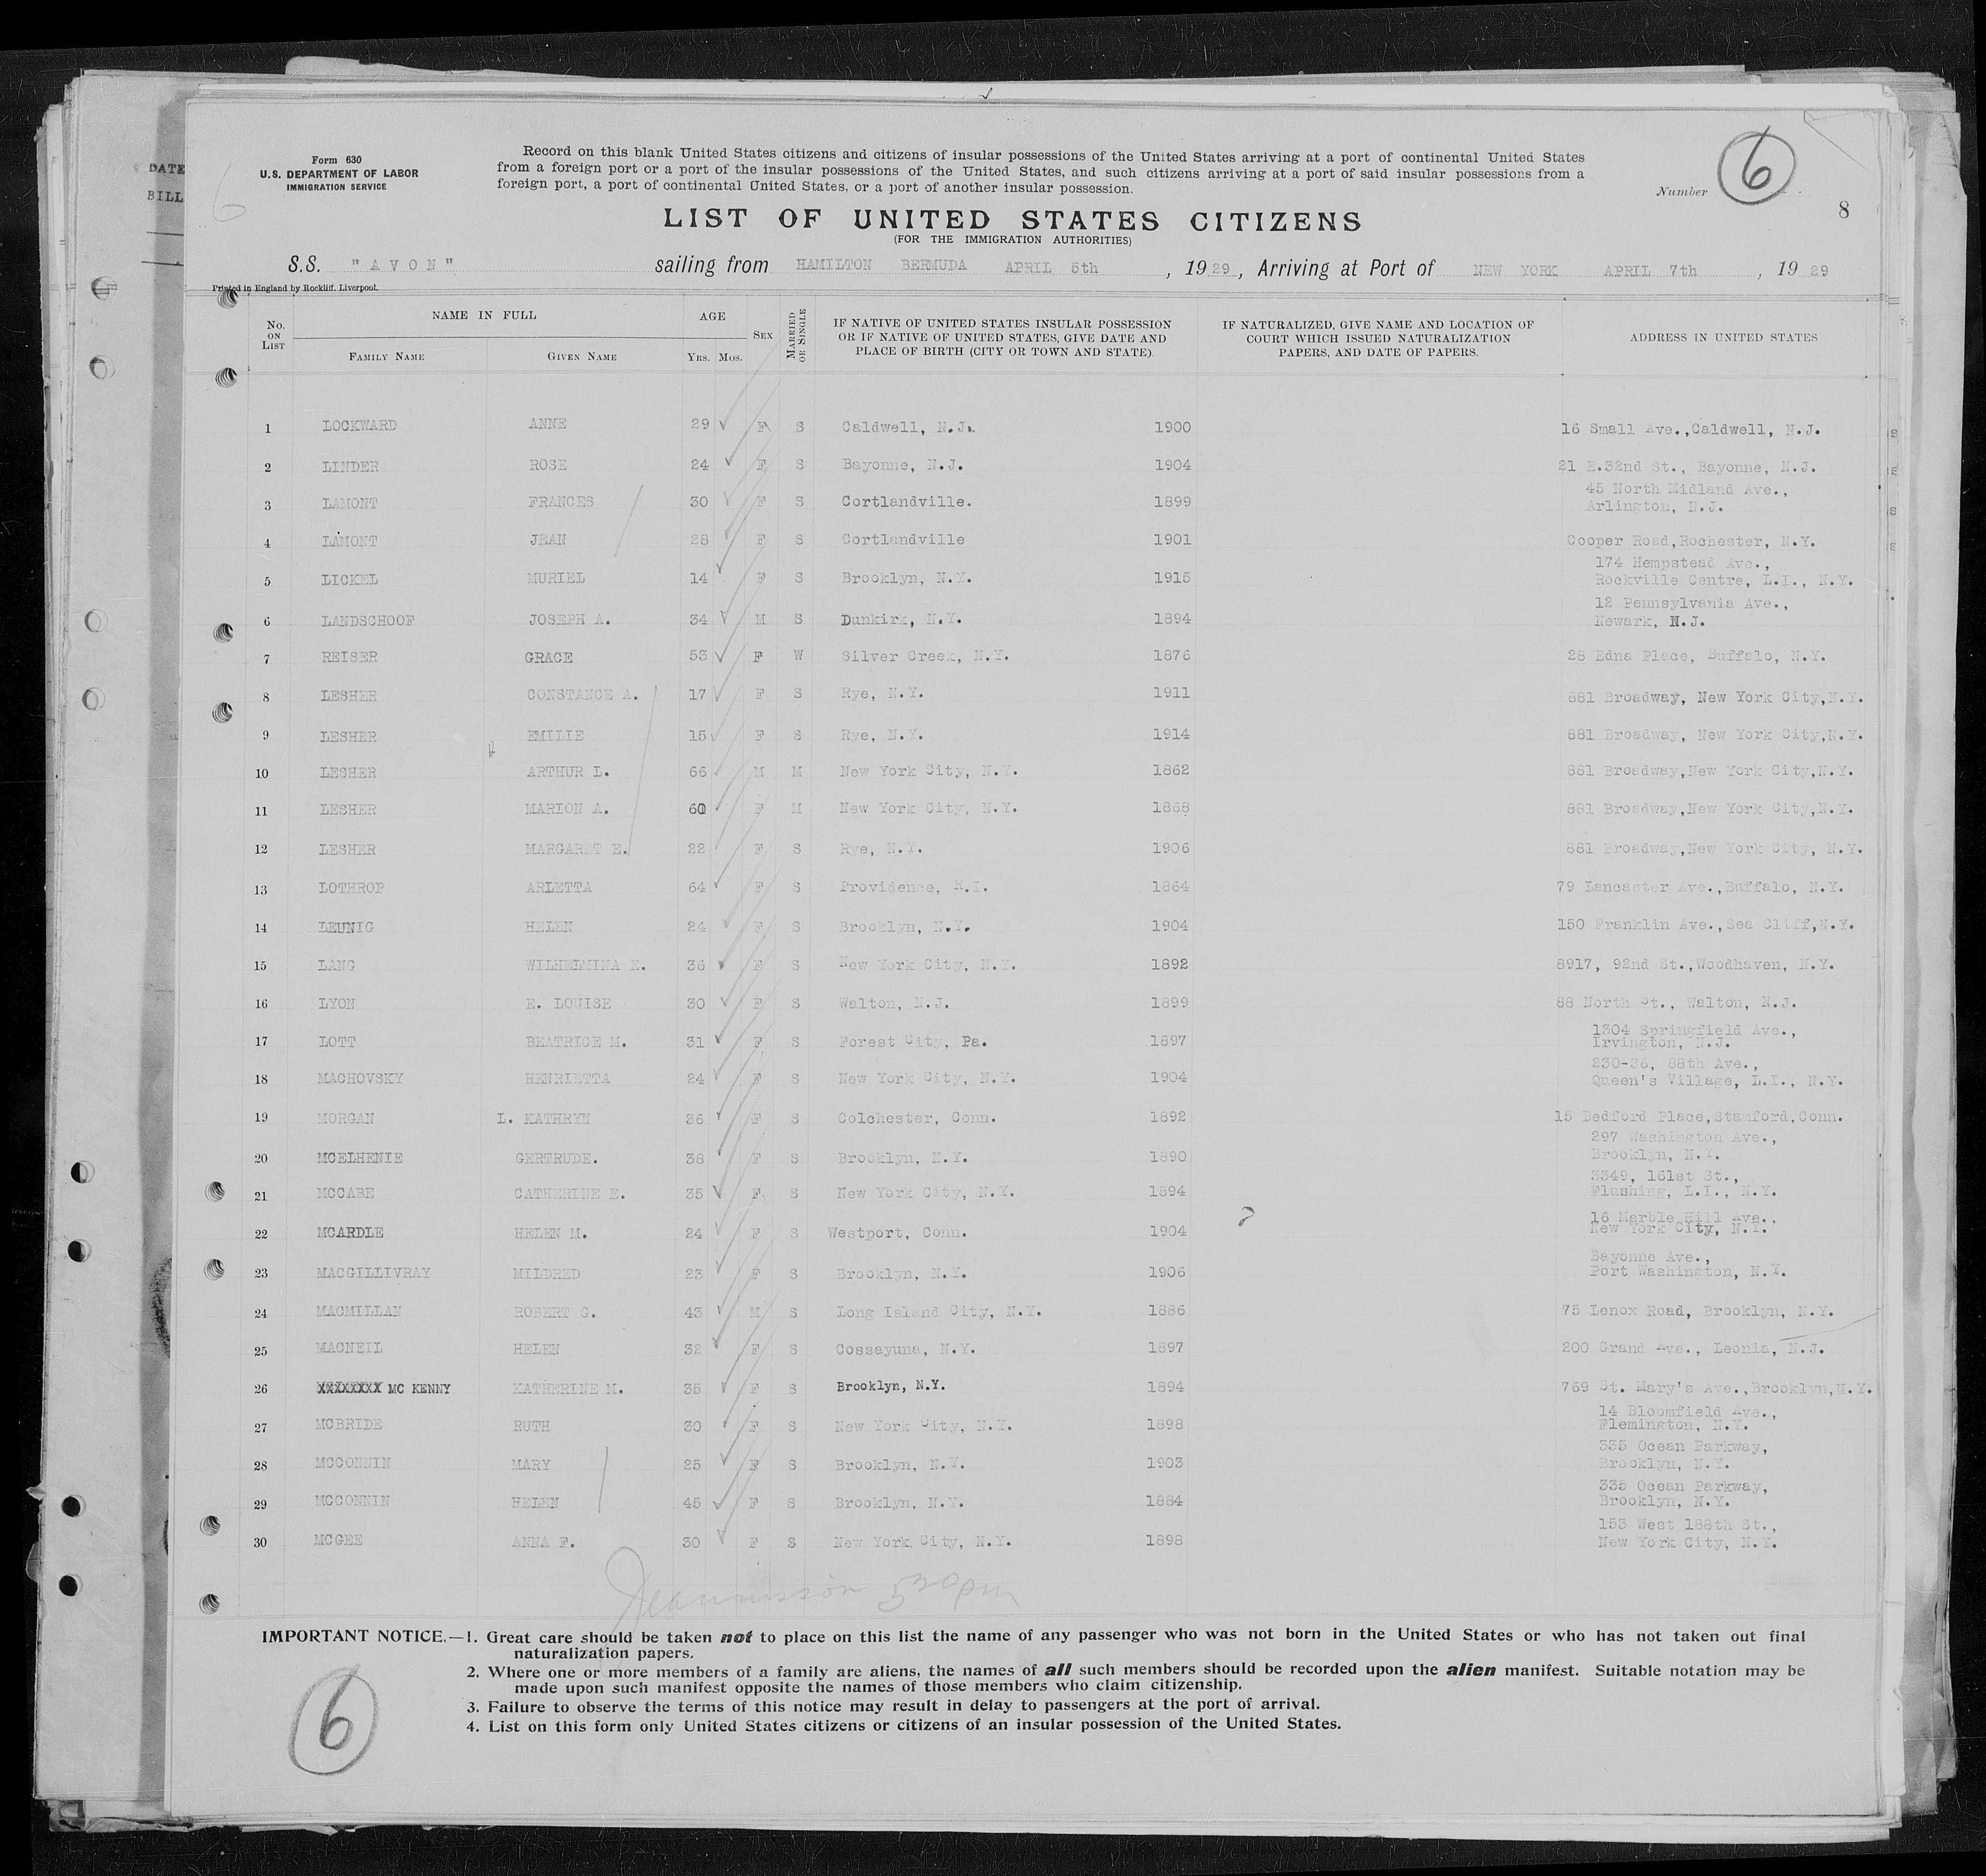 DATE
BILL
Form 630
U.S. DEPARTMENT OF LABOR
IMMIGRATION SERVICE
Record on this blank United States citizens and citizens of insular possessions of the United States arriving at a port of continental United States
from a foreign port or a port of the insular possessions of the United States, and such citizens arriving at a port of said insular possessions from a
foreign port, a port of continental United States, or a port of another insular possession.
Number 6
8
6
LIST OF UNITED STATES CITIZENS
(FOR THE IMMIGRATION AUTHORITIES)
S.S. "AVON" sailing from HAMILTON BERMUDA APRIL 5th, 1929, Arriving at Port of NEW YORK APRIL 7th, 1929
Printed in England by Rockliff, Liverpool.
No. ON LIST NAME IN FULL AGE SEX MARRIED OR SINGLE IF NATIVE OF UNITED STATES INSULAR POSSESSION OR IF NATIVE OF UNITED STATES, GIVE DATE AND PLACE OF BIRTH (CITY OR TOWN AND STATE). IF NATURALIZED, GIVE NAME AND LOCATION OF COURT WHICH ISSUED NATURALIZATION PAPERS, AND DATE OF PAPERS. ADDRESS IN UNITED STATES
FAMILY NAME GIVEN NAME YRS. MOS.
1 LOCKWARD ANNE 29 F S Caldwell, N.J. 1900 16 Small Ave.,Caldwell, N.J.
2 LINDER ROSE 24 F S Bayonne, N.J. 1904 21 E.32nd St., Bayonne, N.J.
3 LAMONT FRANCES 30 F S Cortlandville. 1899 45 North Midland Ave.,
Arlington, N.J.
4 LAMONT JEAN 28 F S Cortlandville 1901 Cooper Road,Rochester, N.Y.
5 LICKEL MURIEL 14 F S Brooklyn, N.Y. 1915 174 Hempstead Ave.,
Rockville Centre, L.I., N.Y.
6 LANDSCHOOF JOSEPH A. 34 M S Dunkirk, N.Y. 1894 12 Pennsylvania Ave.,
Newark, N.J.
7 REISER GRACE 53 F W Silver Creek, N.Y. 1876 28 Edna Place, Buffalo, N.Y.
8 LESHER CONSTANCE A. 17 F S Rye, N.Y. 1911 881 Broadway, New York City,N.Y.
9 LESHER EMILIE 15 F S Rye, N.Y. 1914 881 Broadway, New York City,N.Y.
10 LESHER ARTHUR L. 66 M M New York City, N.Y. 1862 881 Broadway,New York City,N.Y.
11 LESHER MARION A. 60 F M New York City, N.Y. 1868 881 Broadway,New York City,N.Y.
12 LESHER MARGARET E. 22 F S Rye, N.Y. 1906 881 Broadway,New York City, N.Y.
13 LOTHROP ARLETTA 64 F S Providence, R.I. 1864 79 Lancaster Ave.,Buffalo, N.Y.
14 LEUNIG HELEN 24 F S Brooklyn, N.Y. 1904 150 Franklin Ave.,Sea Cliff,N.Y.
15 LANG WILHELMINA E. 36 F S New York City, N.Y. 1892 8917, 92nd St.,Woodhaven, N.Y.
16 LYON E. LOUISE 30 F S Walton, N.J. 1899 88 North St., Walton, N.J.
17 LOTT BEATRICE M. 31 F S Forest City, Pa. 1897 1304 Springfield Ave.,
Irvington, N.J.
18 MACHOVSKY HENRIETTA 24 F S New York City, N.Y. 1904 230-36, 88th Ave.,
Queen's Village, L.I., N.Y.
19 MORGAN L. KATHRYN 36 F S Colchester, Conn. 1892 15 Bedford Place,Stamford,Conn.
20 MCELHENIE GERTRUDE. 38 F S Brooklyn, N.Y. 1890 297 Washington Ave.,
Brooklyn, N.Y.
21 MCCABE CATHERINE E. 35 F S New York City, N.Y. 1894 3349, 161st St.,
Flushing, L.I., N.Y.
22 MCARDLE HELEN M. 24 F S Westport, Conn. 1904 16 Marble Hill Ave.,
New York City, N.Y.
23 MACGILLIVRAY MILDRED 23 F S Brooklyn, N.Y. 1906 Bayonne Ave.,
Port Washington, N.Y.
24 MACMILLAN ROBERT G. 43 M S Long Island City, N.Y. 1886 75 Lenox Road, Brooklyn, N.Y.
25 MACNEIL HELEN 32 F S Cossayuna, N.Y. 1897 200 Grand Ave., Leonia, N.J.
26 XXXXXXXX MC KENNY KATHERINE M. 35 F S Brooklyn, N.Y. 1894 769 St. Mary's Ave.,Brooklyn,N.Y.
27 MCBRIDE RUTH 30 F S New York City, N.Y. 1898 14 Bloomfield Ave.,
Flemington, N.Y.
28 MCCONNIN MARY 25 F S Brooklyn, N.Y. 1903 335 Ocean Parkway,
Brooklyn, N.Y.
29 MCCONNIN HELEN 45 F S Brooklyn, N.Y. 1884 335 Ocean Parkway,
Brooklyn, N.Y.
30 MCGEE ANNA F. 30 F S New York City, N.Y. 1898 153 West 188th St.,
New York City, N.Y.
530pm
IMPORTANT NOTICE.—1. Great care should be taken not to place on this list the name of any passenger who was not born in the United States or who has not taken out final
naturalization papers.
2. Where one or more members of a family are aliens, the names of all such members should be recorded upon the alien manifest. Suitable notation may be
made upon such manifest opposite the names of those members who claim citizenship.
3. Failure to observe the terms of this notice may result in delay to passengers at the port of arrival.
4. List on this form only United States citizens or citizens of an insular possession of the United States.
6